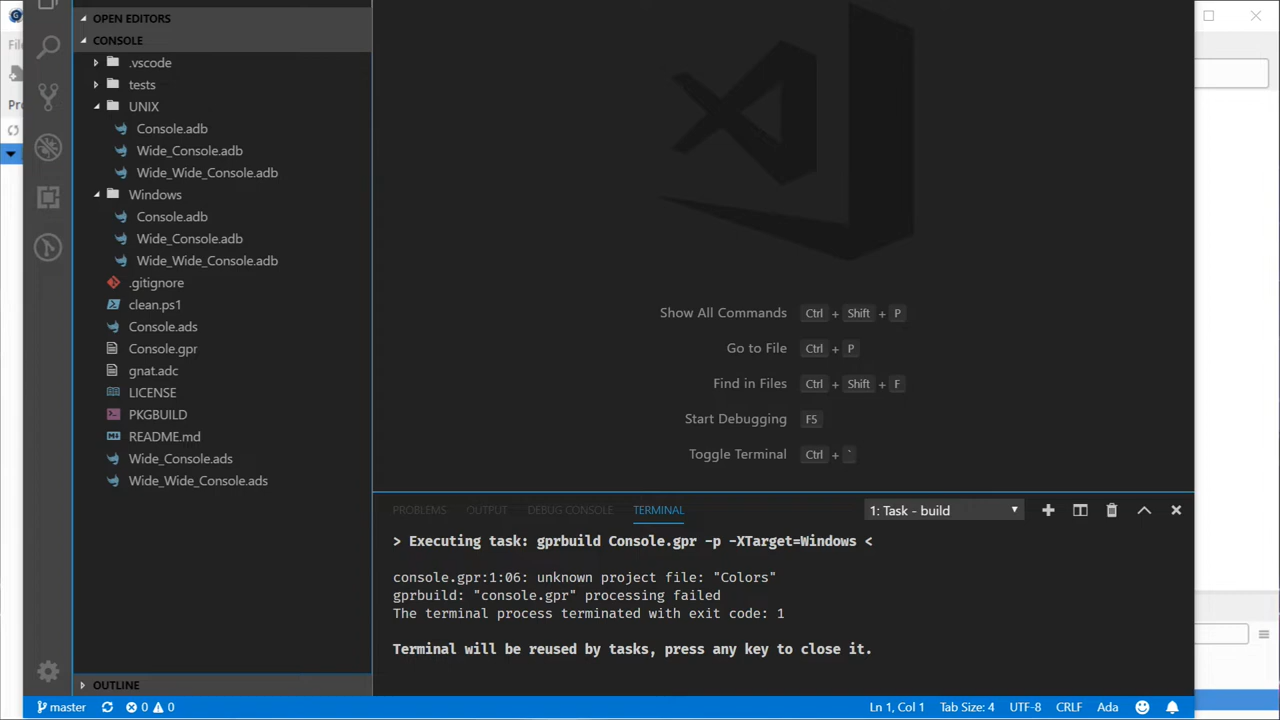 File
Pro
OPEN EDITORS
CONSOLE
.vscode
tests
UNIX
Console.adb
Wide_Console.adb
Wide_Wide_Console.adb
Windows
Console.adb
Wide_Console.adb
Wide_Wide_Console.adb
.gitignore
clean.ps1
Console.ads
Console.gpr
gnat.adc
LICENSE
PKGBUILD
README.md
Wide_Console.ads
Wide_Wide_Console.ads
OUTLINE
Show All Commands Ctrl + Shift + P
Go to File Ctrl + P
Find in Files Ctrl + Shift + F
Start Debugging F5
Toggle Terminal Ctrl + `
PROBLEMS OUTPUT DEBUG CONSOLE TERMINAL 1: Task - build
> Executing task: gprbuild Console.gpr -p -XTarget=Windows <
console.gpr:1:06: unknown project file: "Colors"
gprbuild: "console.gpr" processing failed
The terminal process terminated with exit code: 1
Terminal will be reused by tasks, press any key to close it.
master 0 0 Ln 1, Col 1 Tab Size: 4 UTF-8 CRLF Ada